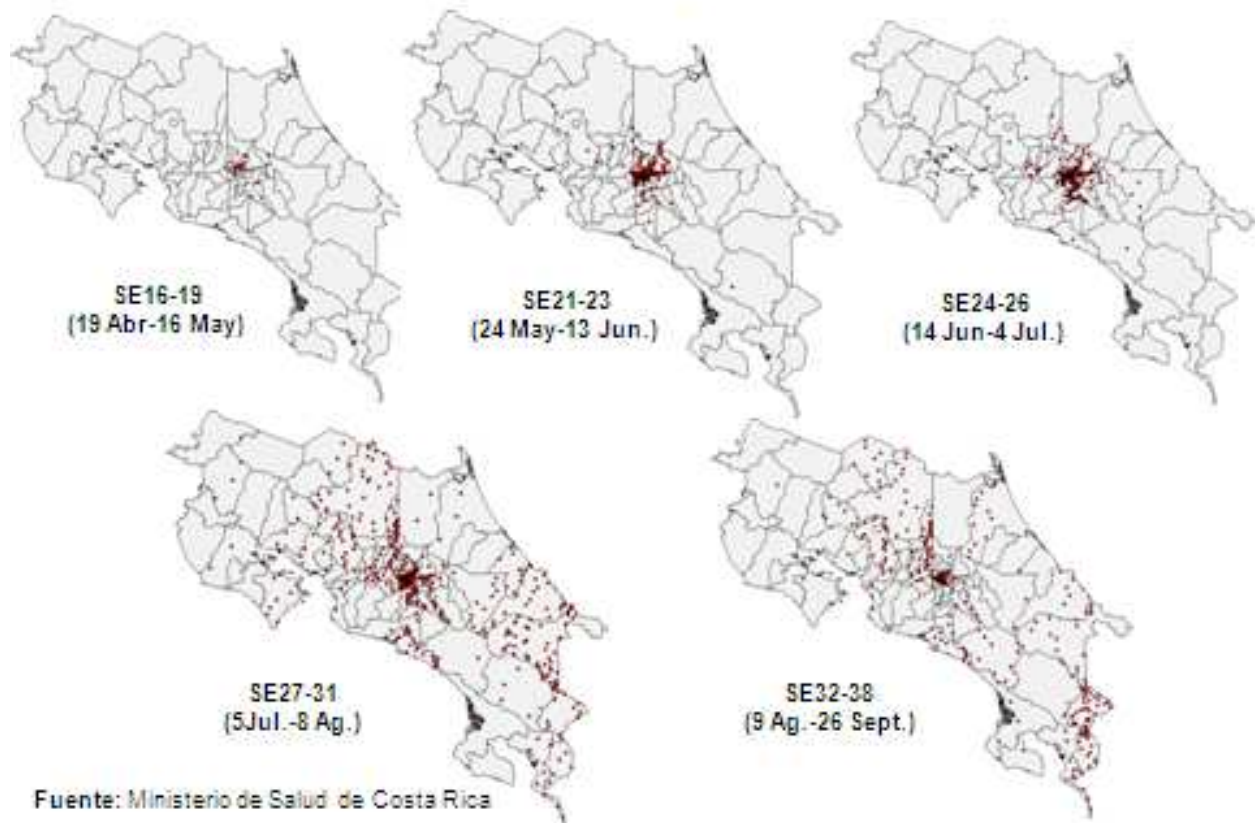 SE16-19
(19 Abr-16 May)
SE21-23
(24 May-13 Jun.)
SE24-26
(14 Jun-4 Jul.)
SE27-31
(5Jul.-8 Ag.)
SE32-38
(9 Ag.-26 Sept.)
Fuente: Ministerio de Salud de Costa Rica